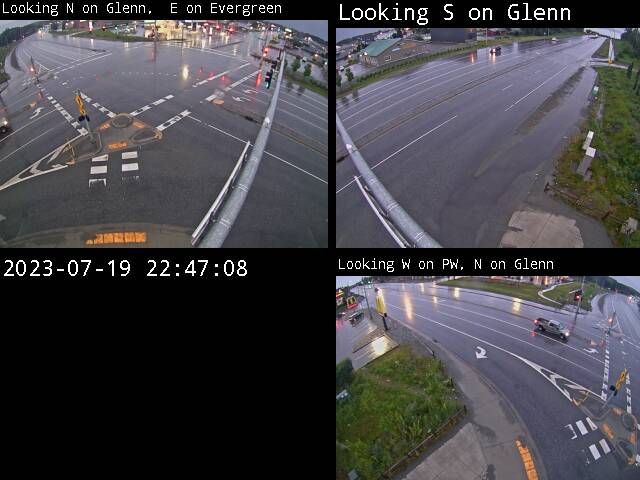 Looking N on Glenn, E on Evergreen
Looking S on Glenn
2023-07-19 22:47:08
Looking W on PW, N on Glenn